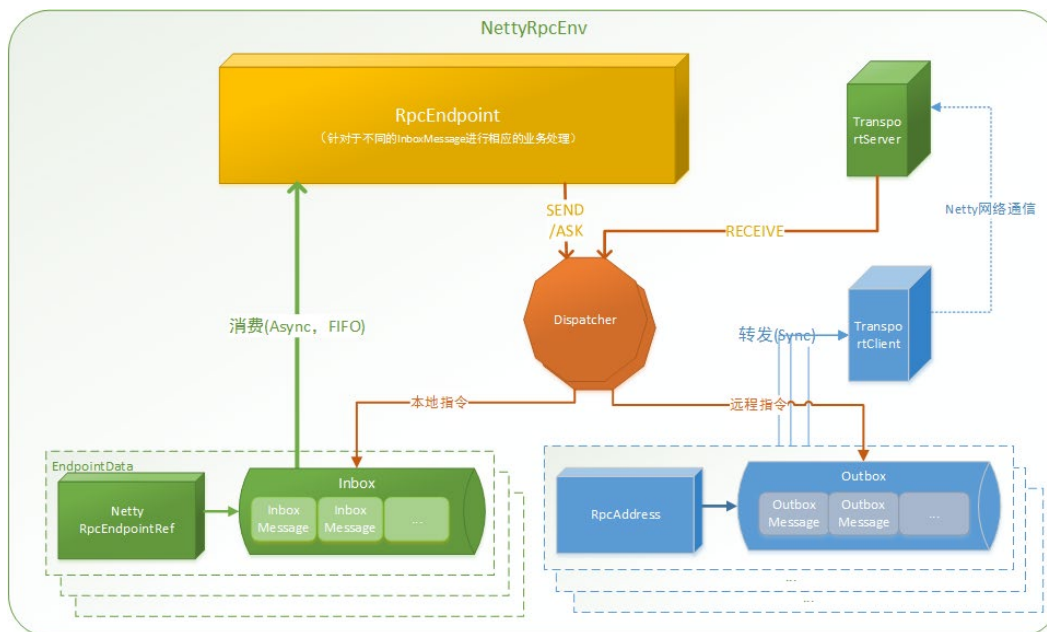 NettyRpcEnv
RpcEndpoint
（针对于不同的InboxMessage进行相应的业务处理）
Transpo
rtServer
SEND
/ASK
RECEIVE
Netty网络通信
Dispatcher
消费(Async，FIFO)
转发(Sync)
Transpo
rtClient
本地指令
远程指令
EndpointData
Netty
RpcEndpointRef
Inbox
Inbox
Message
Inbox
Message
...
RpcAddress
Outbox
Outbox
Message
Outbox
Message
...
...
...